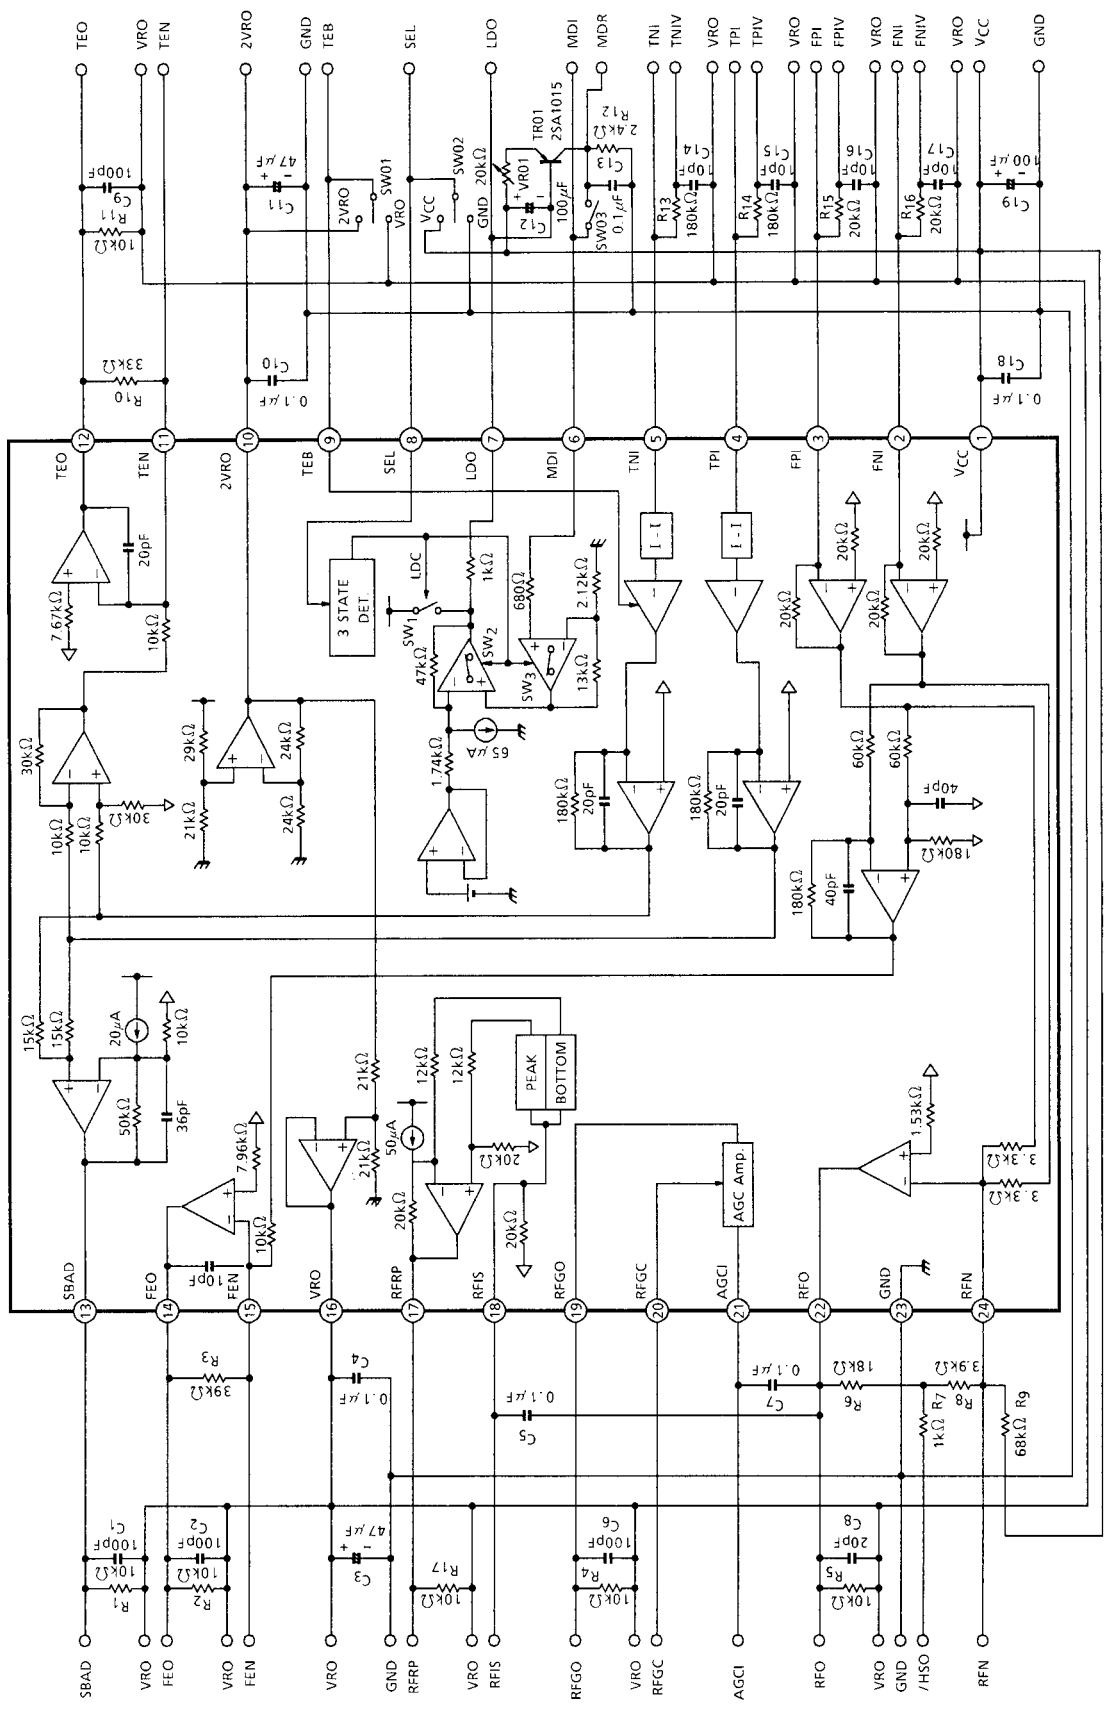 TEO
VRO
TEN
2VRO
GND
TEB
SEL
LDO
MDI
MDR
TNI
TNIV
VRO
TPI
TPIV
VRO
FPI
FPIV
VRO
FNI
FNIV
VRO
VCC
GND
100pF
C9
R11
10kΩ
47μF
+
−
C11
2VRO
SW01
VRO
SW02
VCC
GND
20kΩ
VR01
+
−
C12
100μF
TR01
2SA1015
R12
2.4kΩ
C13
0.1μF
SW03
C14
10pF
R13
180kΩ
C15
10pF
R14
180kΩ
C16
10pF
R15
20kΩ
C17
10pF
R16
20kΩ
100μF
+
−
C19
33kΩ
R10
C10
0.1μF
C18
0.1μF
12
11
10
9
8
7
6
5
4
3
2
1
TEO
TEN
2VRO
TEB
SEL
LDO
MDI
TNI
TPI
FPI
FNI
VCC
20pF
+
−
7.67kΩ
10kΩ
3 STATE
DET.
LDC
SW1
1kΩ
47kΩ
SW2
−
+
680Ω
2.12kΩ
+
−
SW3
13kΩ
I-I
I-I
−
−
20kΩ
20kΩ
−
+
20kΩ
20kΩ
−
+
30kΩ
−
+
10kΩ
10kΩ
30kΩ
29kΩ
21kΩ
+
−
24kΩ
24kΩ
1.74kΩ
65μA
+
−
180kΩ
20pF
−
+
180kΩ
20pF
−
+
60kΩ
60kΩ
40pF
180kΩ
180kΩ
40pF
−
+
15kΩ
15kΩ
20μA
10kΩ
+
−
50kΩ
36pF
7.96kΩ
+
−
10kΩ
10pF
21kΩ
21kΩ
−
+
50μA
12kΩ
12kΩ
PEAK
BOTTOM
20kΩ
−
+
20kΩ
20kΩ
AGC Amp.
1.53kΩ
+
−
3.3kΩ
3.3kΩ
SBAD
FEO
FEN
VRO
RFRP
RFIS
RFGO
RFGC
AGCI
RFO
GND
RFN
13
14
15
16
17
18
19
20
21
22
23
24
R3
39kΩ
C4
0.1μF
0.1μF
C5
0.1μF
C7
18kΩ
R6
3.9kΩ
R8
1kΩ R7
68kΩ R9
C1
100pF
10kΩ
R1
C2
100pF
10kΩ
R2
47μF
+
−
C3
R17
10kΩ
C6
100pF
R4
10kΩ
C8
20pF
R5
10kΩ
SBAD
VRO
FEO
VRO
FEN
VRO
GND
RFRP
VRO
RFIS
RFGO
VRO
RFGC
AGCI
RFO
VRO
GND
/HSO
RFN